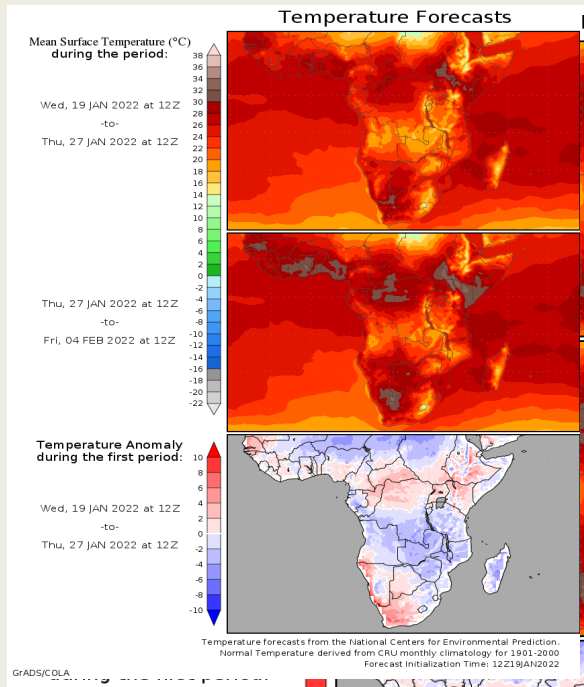 Temperature Forecasts
Mean Surface Temperature (°C)
during the period:
38
36
34
32
30
28
26
24
22
20
18
16
14
12
10
8
6
4
2
0
-2
-4
-6
-8
-10
-12
-14
-16
-18
-20
-22
Wed, 19 JAN 2022 at 12Z
-to-
Thu, 27 JAN 2022 at 12Z
Thu, 27 JAN 2022 at 12Z
-to-
Fri, 04 FEB 2022 at 12Z
Temperature Anomaly
during the first period:
10
8
6
4
2
0
-2
-4
-6
-8
-10
Wed, 19 JAN 2022 at 12Z
-to-
Thu, 27 JAN 2022 at 12Z
Temperature forecasts from the National Centers for Environmental Prediction.
Normal Temperature derived from CRU monthly climatology for 1901-2000
Forecast Initialization Time: 12Z19JAN2022
GrADS/COLA
during the first period: